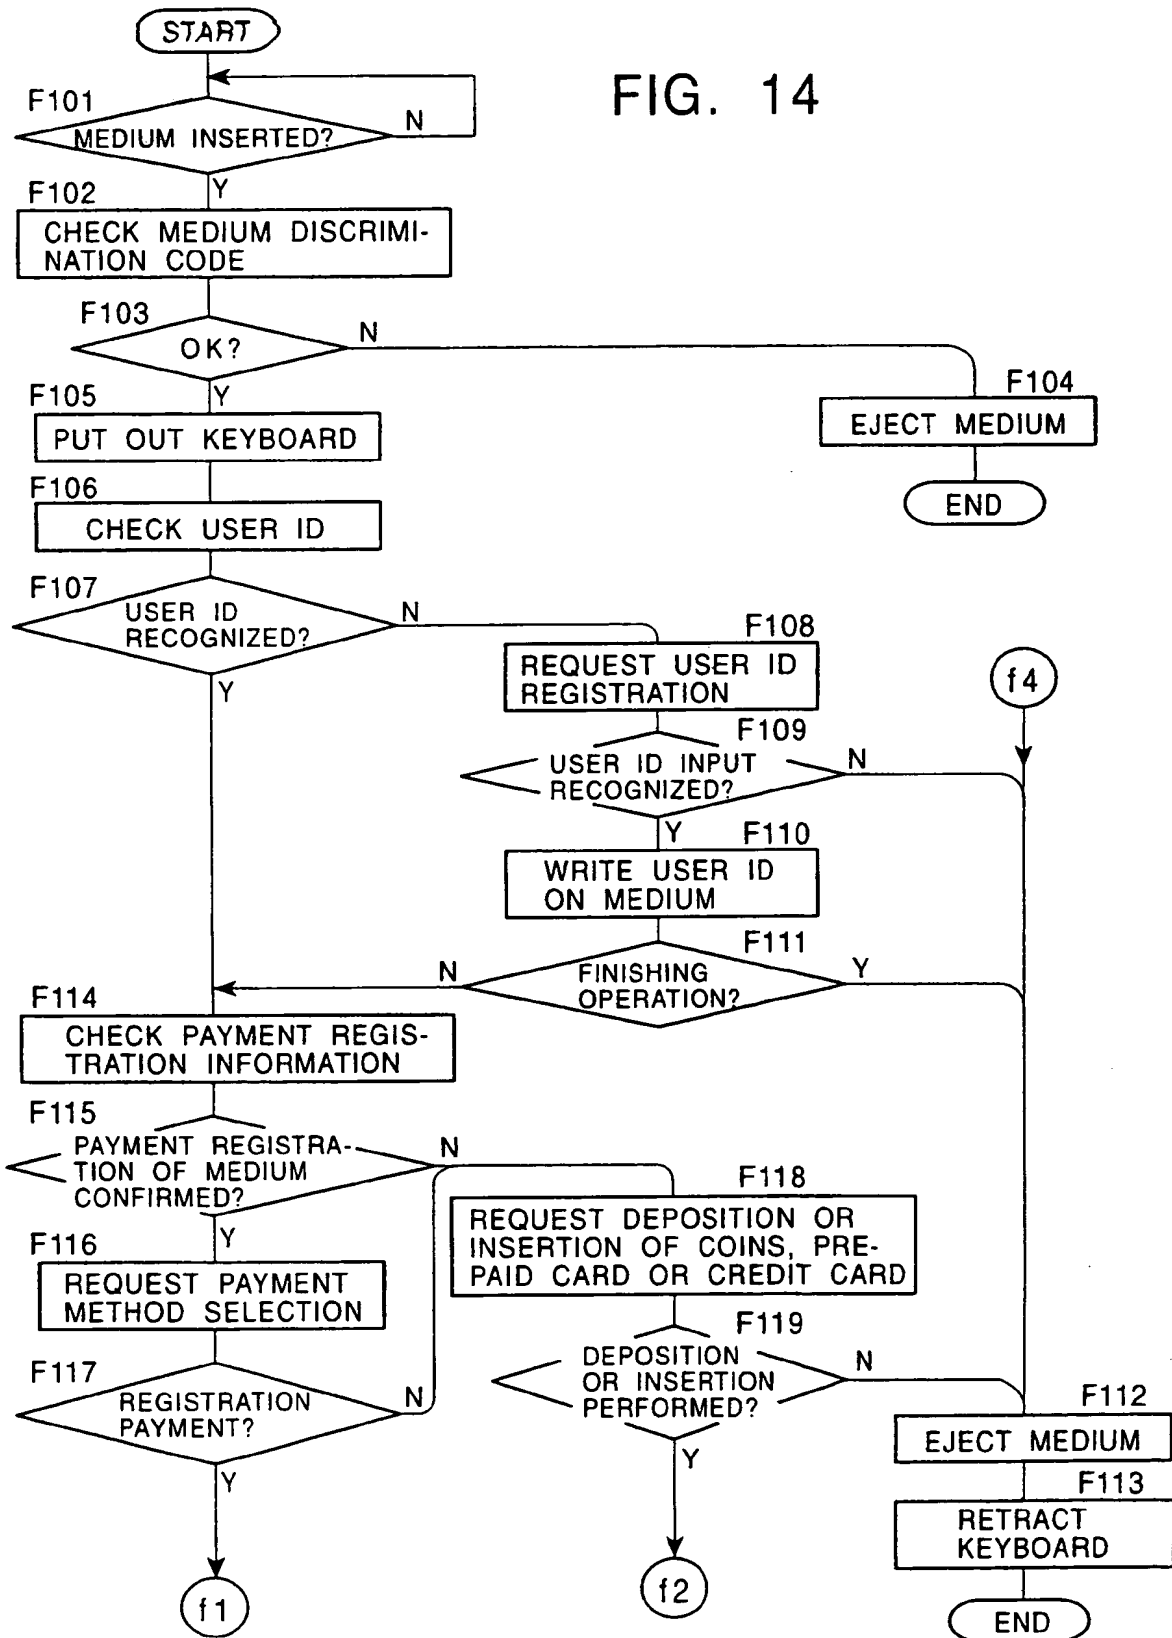 START
FIG. 14
F101
MEDIUM INSERTED?
N
Y
F102
CHECK MEDIUM DISCRIMI-
NATION CODE
F103
OK?
N
Y
F104
EJECT MEDIUM
END
F105
PUT OUT KEYBOARD
F106
CHECK USER ID
F107
USER ID
RECOGNIZED?
N
Y
F108
REQUEST USER ID
REGISTRATION
f4
F109
USER ID INPUT
RECOGNIZED?
N
Y
F110
WRITE USER ID
ON MEDIUM
F111
FINISHING
OPERATION?
N
Y
F114
CHECK PAYMENT REGIS-
TRATION INFORMATION
F115
PAYMENT REGISTRA-
TION OF MEDIUM
CONFIRMED?
N
Y
F116
REQUEST PAYMENT
METHOD SELECTION
F117
REGISTRATION
PAYMENT?
N
Y
f1
F118
REQUEST DEPOSITION OR
INSERTION OF COINS, PRE-
PAID CARD OR CREDIT CARD
F119
DEPOSITION
OR INSERTION
PERFORMED?
N
Y
f2
F112
EJECT MEDIUM
F113
RETRACT
KEYBOARD
END